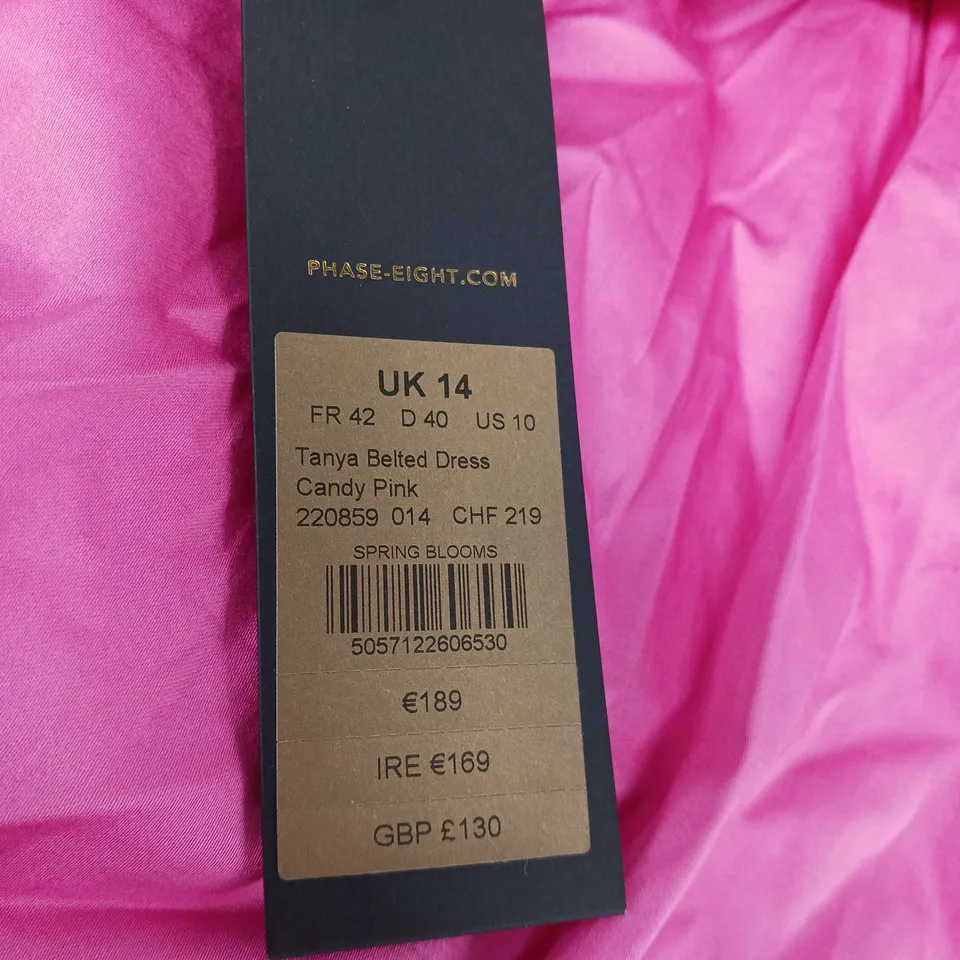 PHASE-EIGHT.COM
UK 14
FR 42 D 40 US 10
Tanya Belted Dress
Candy Pink
220859 014 CHF 219
SPRING BLOOMS
5057122606530
€189
IRE €169
GBP £130